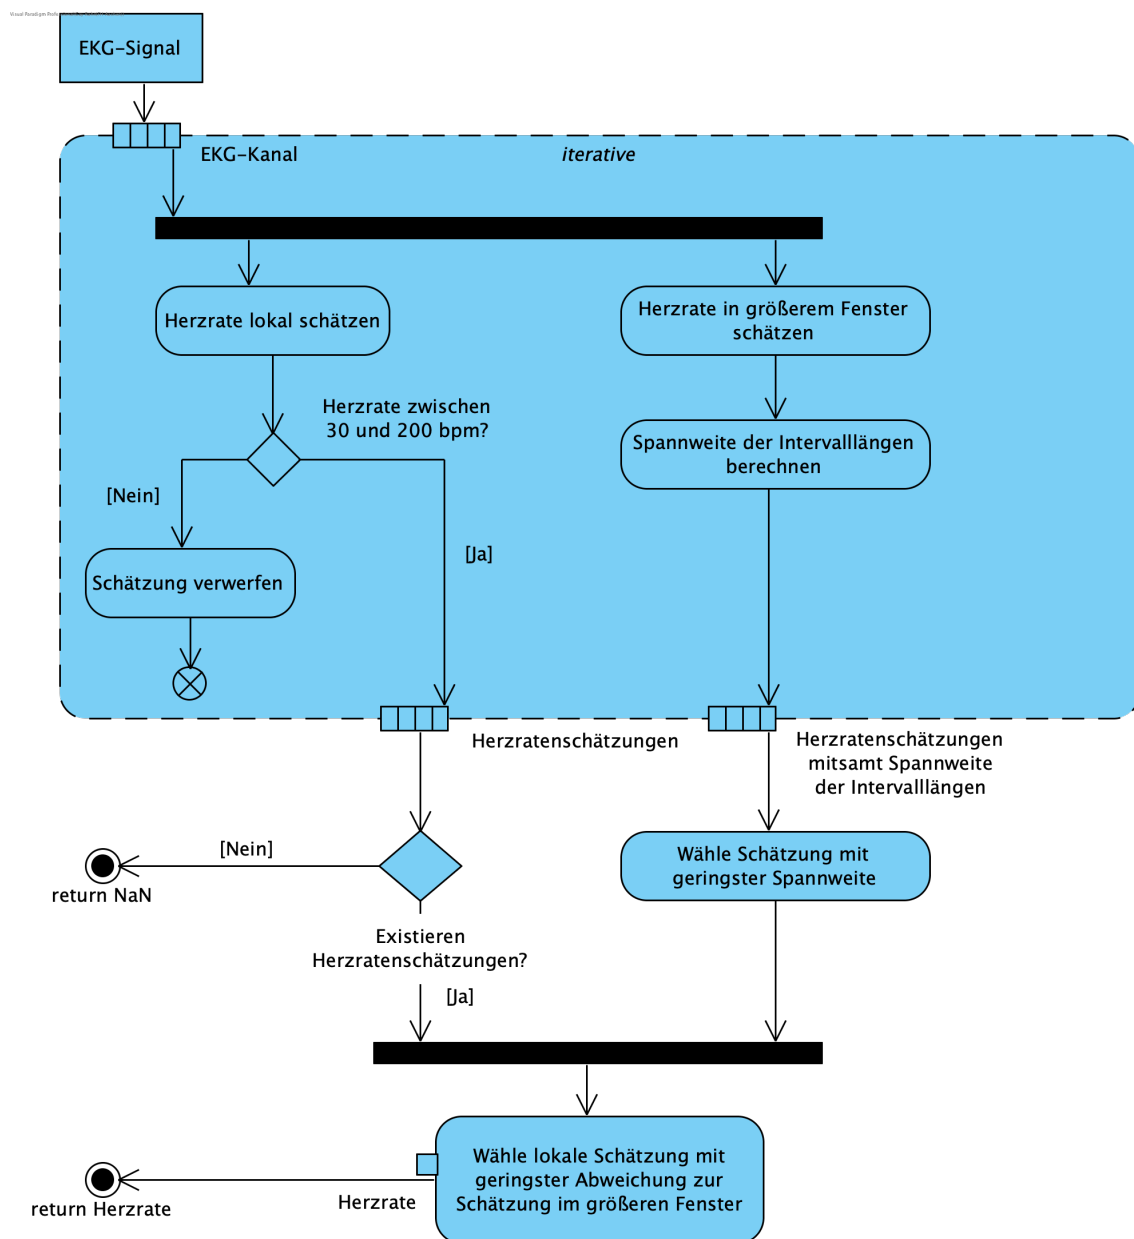 EKG-Signal
EKG-Kanal
iterative
Herzrate lokal schätzen
Herzrate in größerem Fenster
schätzen
Herzrate zwischen
30 und 200 bpm?
Spannweite der Intervalllängen
berechnen
[Nein]
[Ja]
Schätzung verwerfen
Herzratenschätzungen
Herzratenschätzungen
mitsamt Spannweite
der Intervalllängen
[Nein]
return NaN
Wähle Schätzung mit
geringster Spannweite
Existieren
Herzratenschätzungen?
[Ja]
Wähle lokale Schätzung mit
geringster Abweichung zur
Schätzung im größeren Fenster
Herzrate
return Herzrate